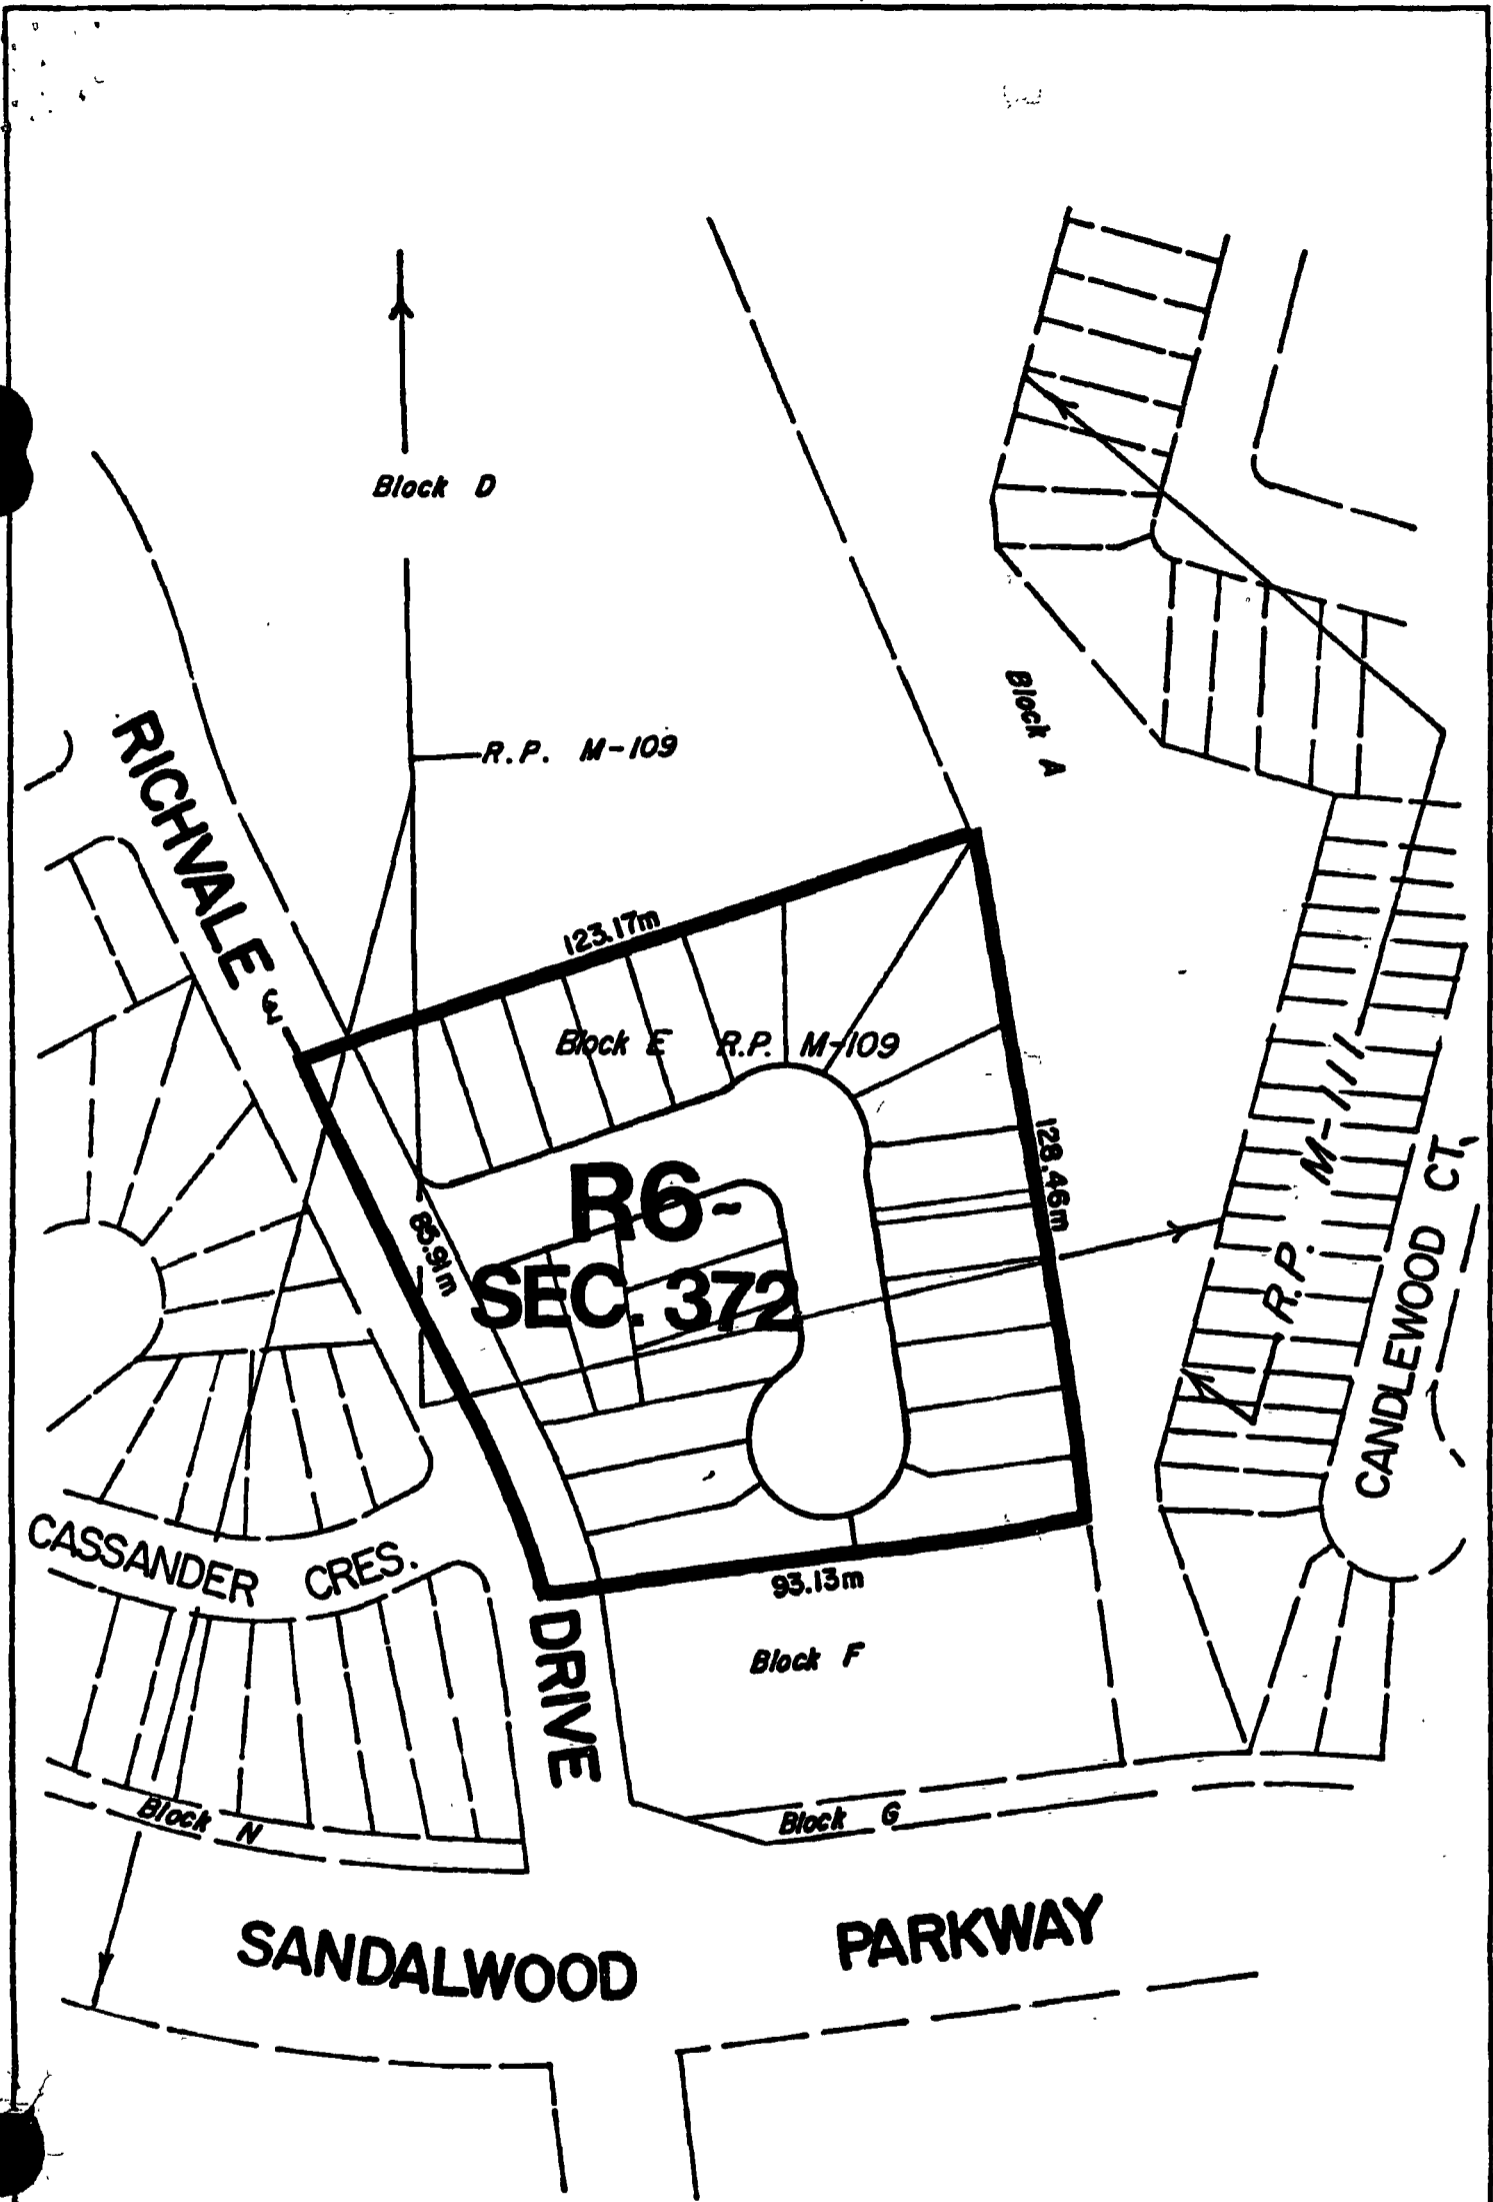 Block D
Block A
RICHVALE
R.P. M-109
123.17m
Block E R.P. M-109
128.46m
85.91m
R6-
SEC. 372
R.P. M-111
CANDLEWOOD CT.
CASSANDER CRES.
93.13m
DRIVE
Block F
Block N
Block G
SANDALWOOD PARKWAY